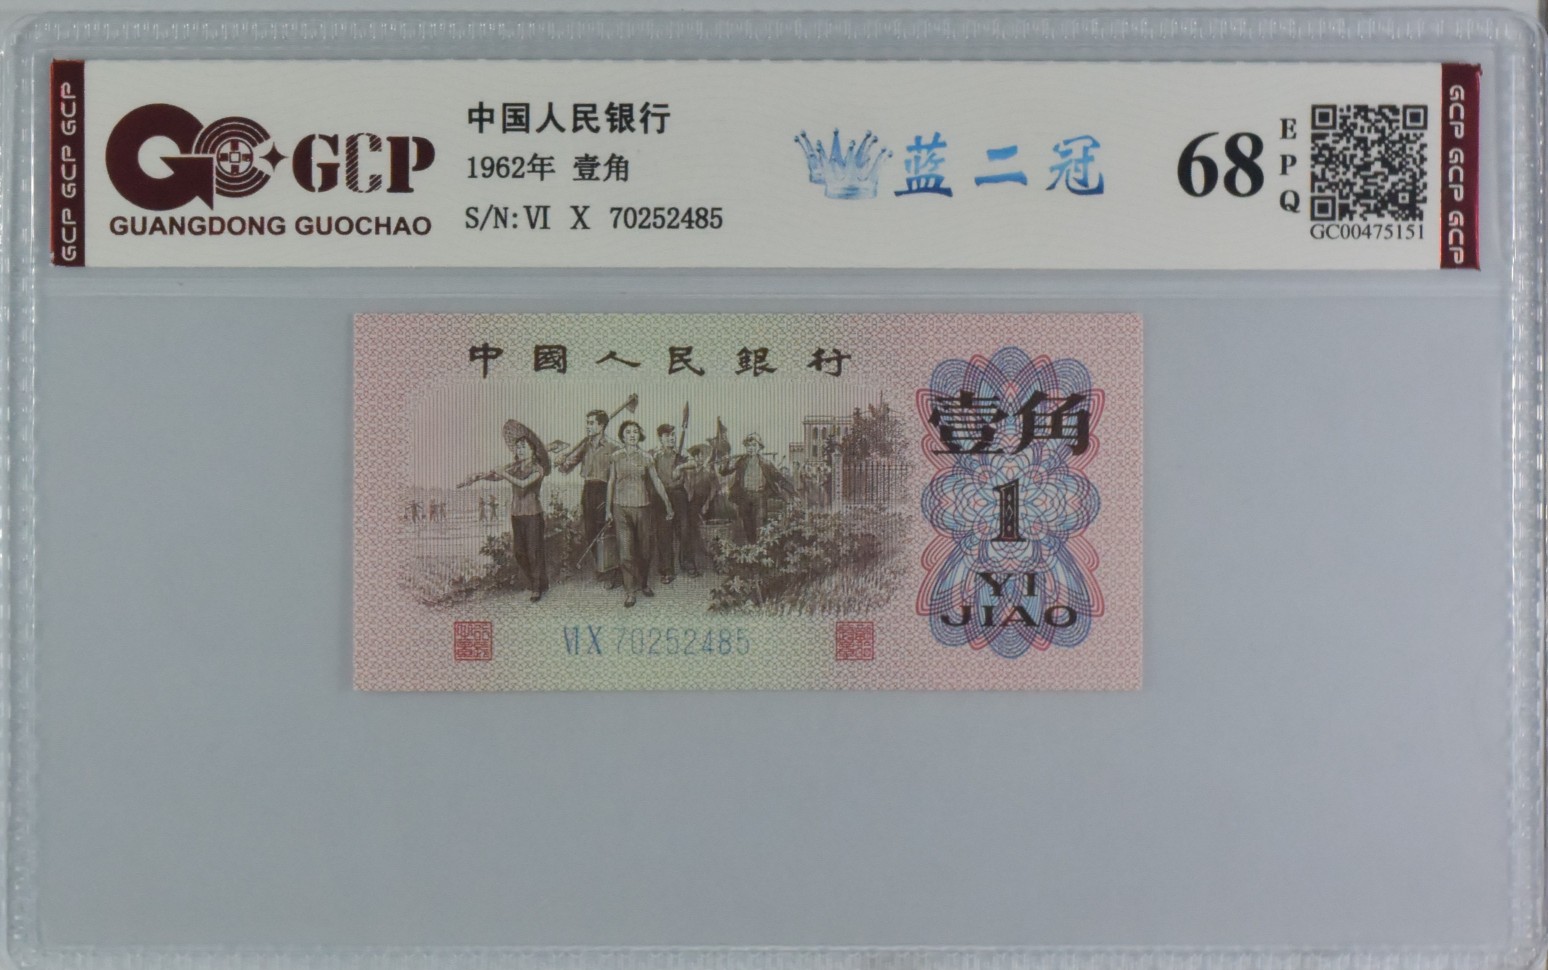 GCP GCP GCP
GCP
GUANGDONG GUOCHAO
中国人民银行
1962年 壹角
S/N: VI X 70252485
蓝二冠
68
EPQ
GC00475151
GCP GCP GCP
中國人民銀行
壹角
1
YI
JIAO
VI X 70252485